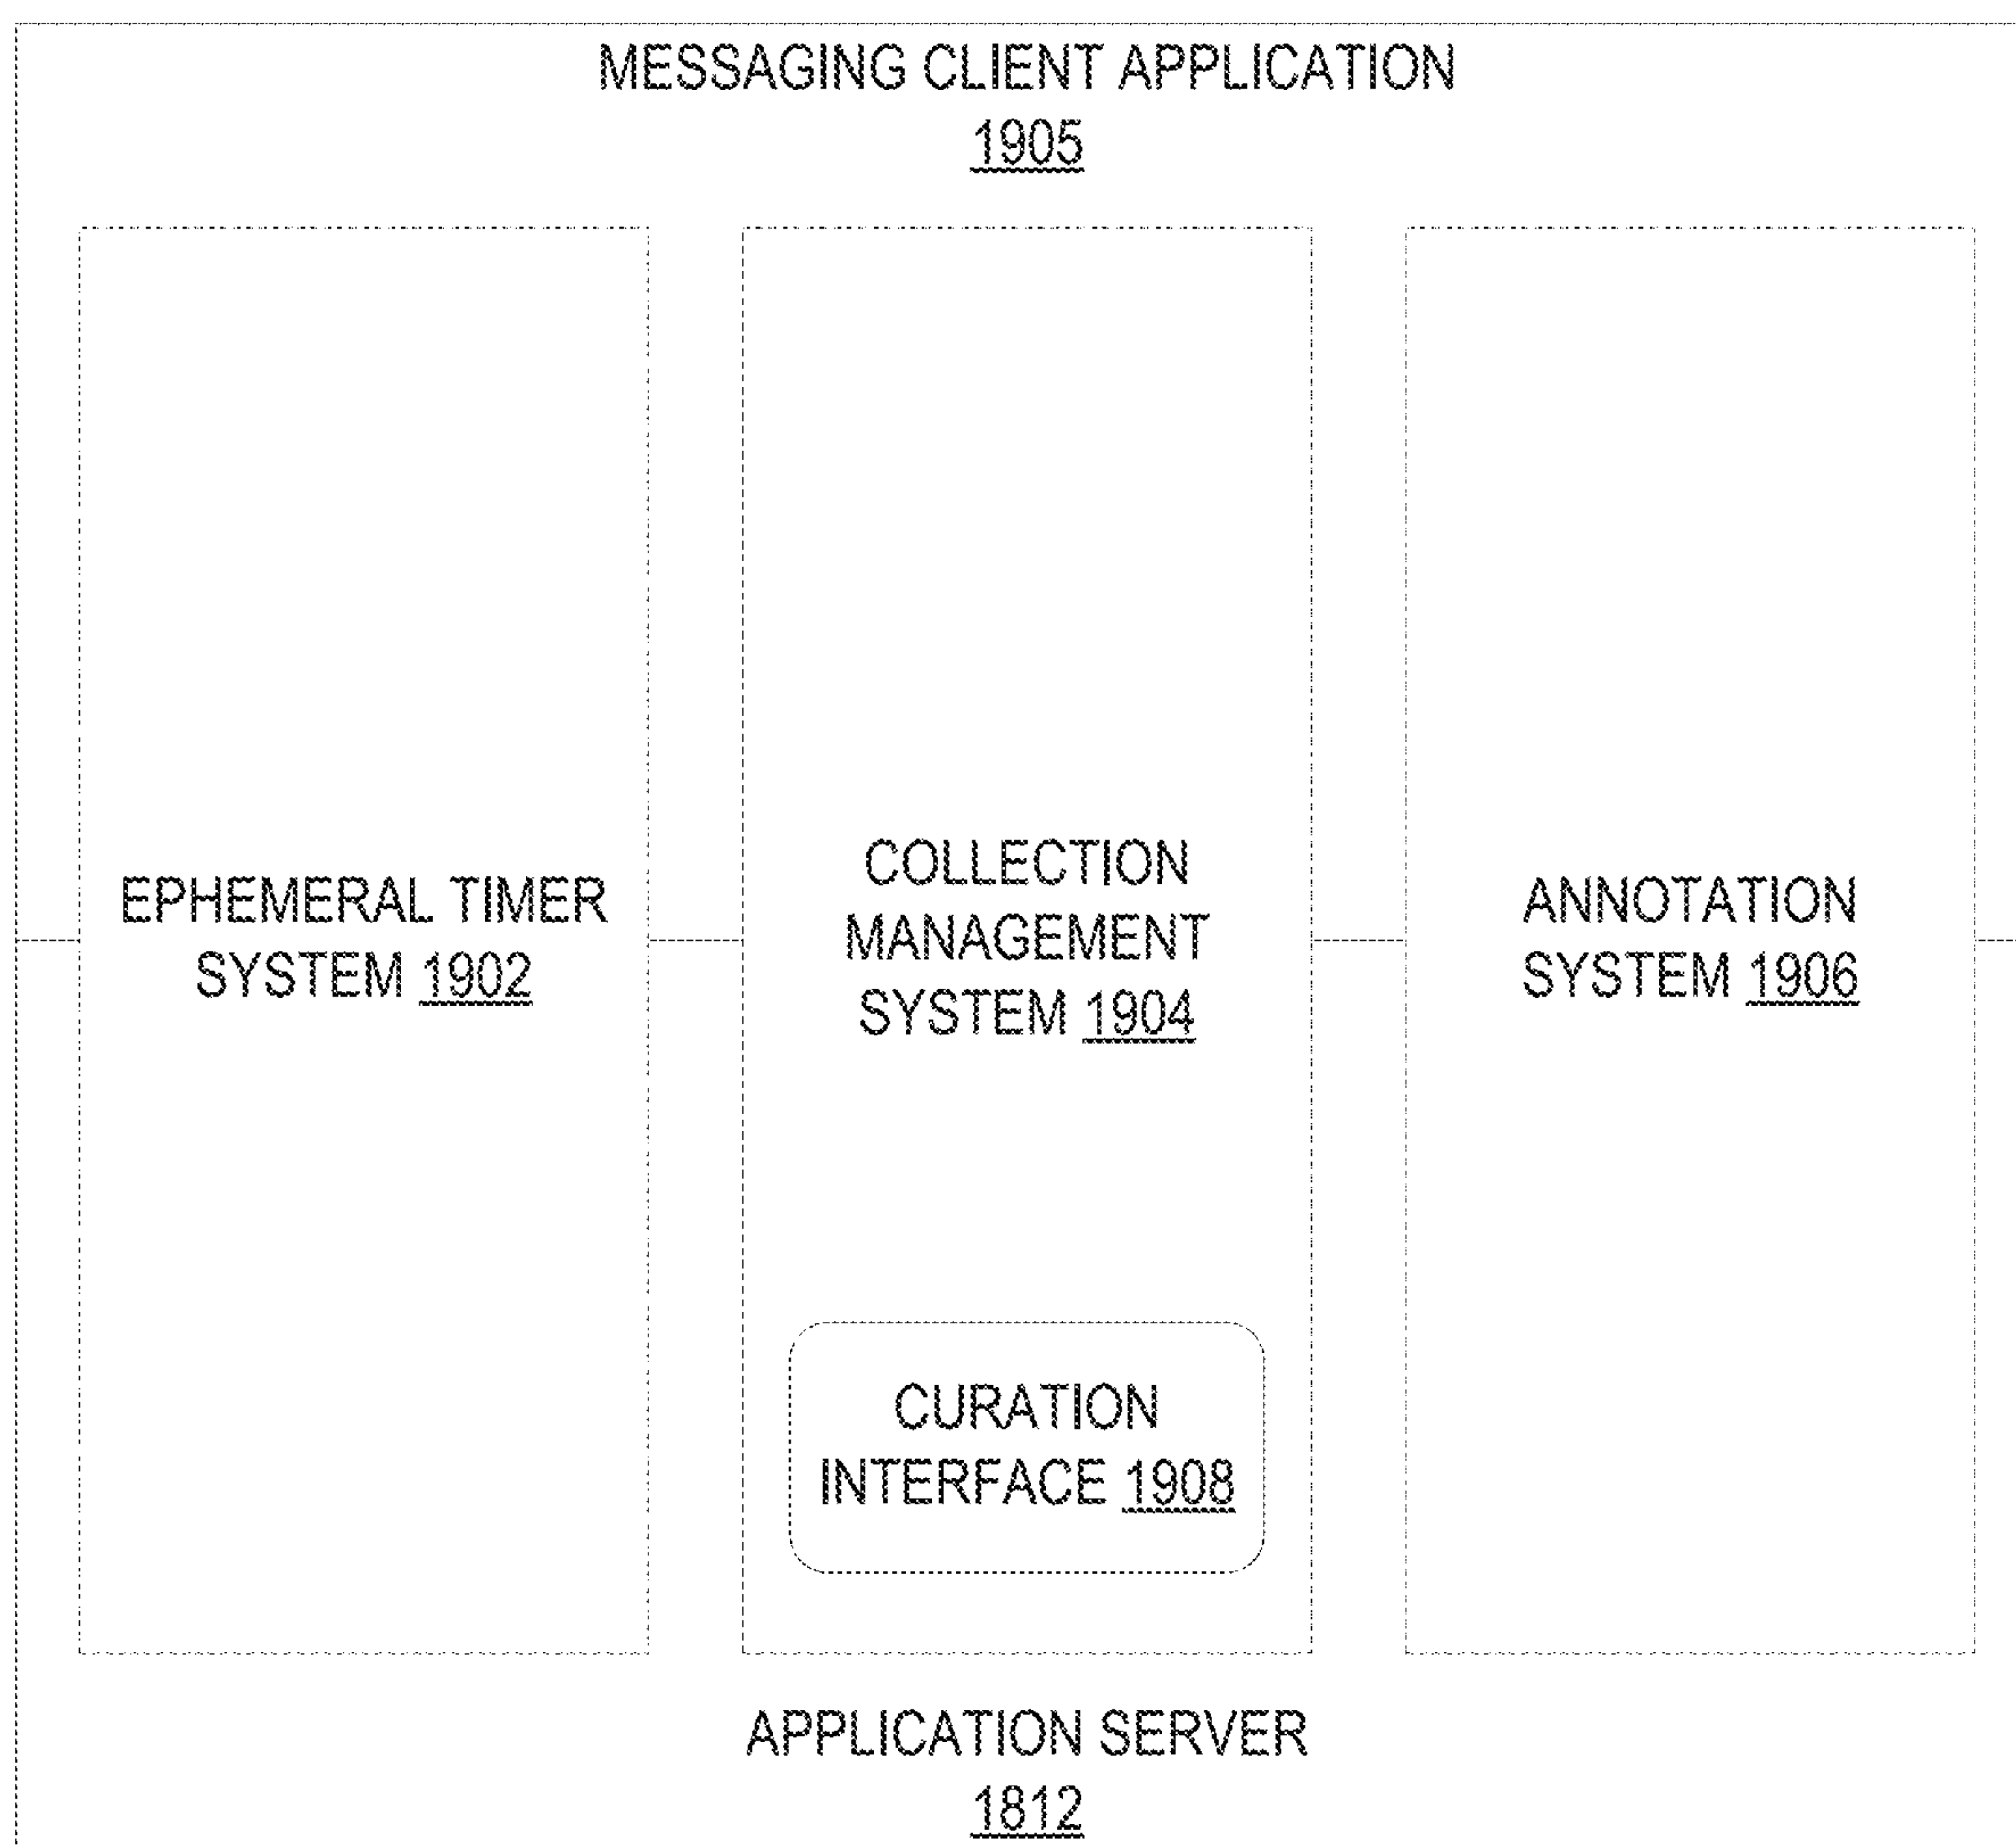 MESSAGING CLIENT APPLICATION
1905
EPHEMERAL TIMER
SYSTEM 1902
COLLECTION
MANAGEMENT
SYSTEM 1904
CURATION
INTERFACE 1908
ANNOTATION
SYSTEM 1906
APPLICATION SERVER
1812